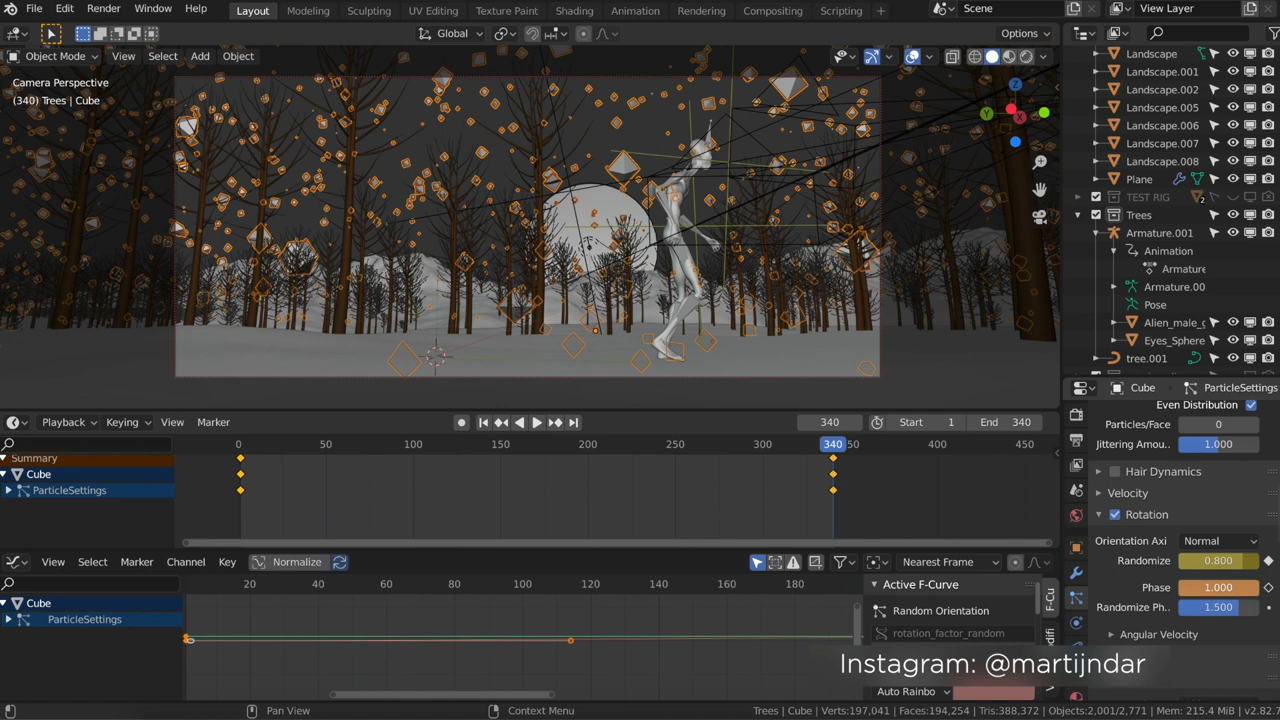 File Edit Render Window Help Layout Modeling Sculpting UV Editing Texture Paint Shading Animation Rendering Compositing Scripting + Scene View Layer
Global Options
Object Mode View Select Add Object
Camera Perspective
(340) Trees | Cube
Z
Y
X
Landscape
Landscape.001
Landscape.002
Landscape.005
Landscape.006
Landscape.007
Landscape.008
Plane
TEST RIG 2
Trees
Armature.001
Animation
Armature
Armature.00
Pose
Alien_male_c
Eyes_Sphere
tree.001
Cube ParticleSettings
Even Distribution
Particles/Face 0
Jittering Amou.. 1.000
Hair Dynamics
Velocity
Rotation
Orientation Axi Normal
Randomize 0.800
Phase 1.000
Randomize Ph.. 1.500
Angular Velocity
Playback Keying View Marker 340 Start 1 End 340
0 50 100 150 200 250 300 340 50 400 450
Summary
Cube
ParticleSettings
View Select Marker Channel Key Normalize Nearest Frame
20 40 60 80 100 120 140 160 180
Cube
ParticleSettings
Active F-Curve
Random Orientation
rotation_factor_random
Auto Rainbo
F-Cu
Instagram: @martijndar
Pan View Context Menu Trees | Cube | Verts:197,041 | Faces:194,254 | Tris:388,372 | Objects:2,001/2,771 | Mem: 215.4 MiB | v2.82.7